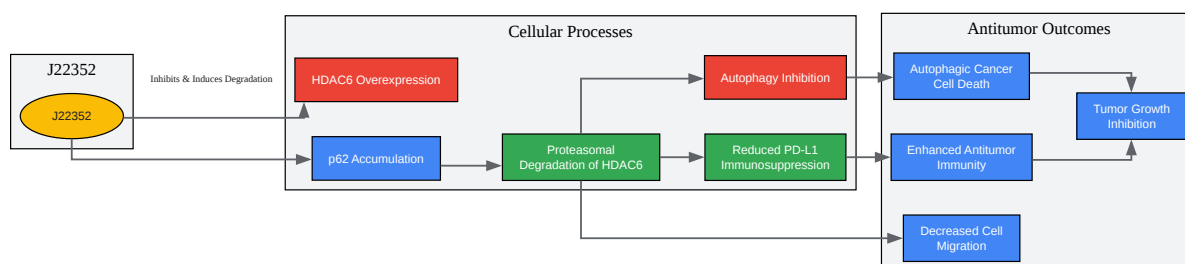 Cellular Processes
Antitumor Outcomes
J22352
Inhibits & Induces Degradation
HDAC6 Overexpression
Autophagy Inhibition
Autophagic Cancer
Cell Death
J22352
Tumor Growth
Inhibition
p62 Accumulation
Proteasomal
Degradation of HDAC6
Reduced PD-L1
Immunosuppression
Enhanced Antitumor
Immunity
Decreased Cell
Migration